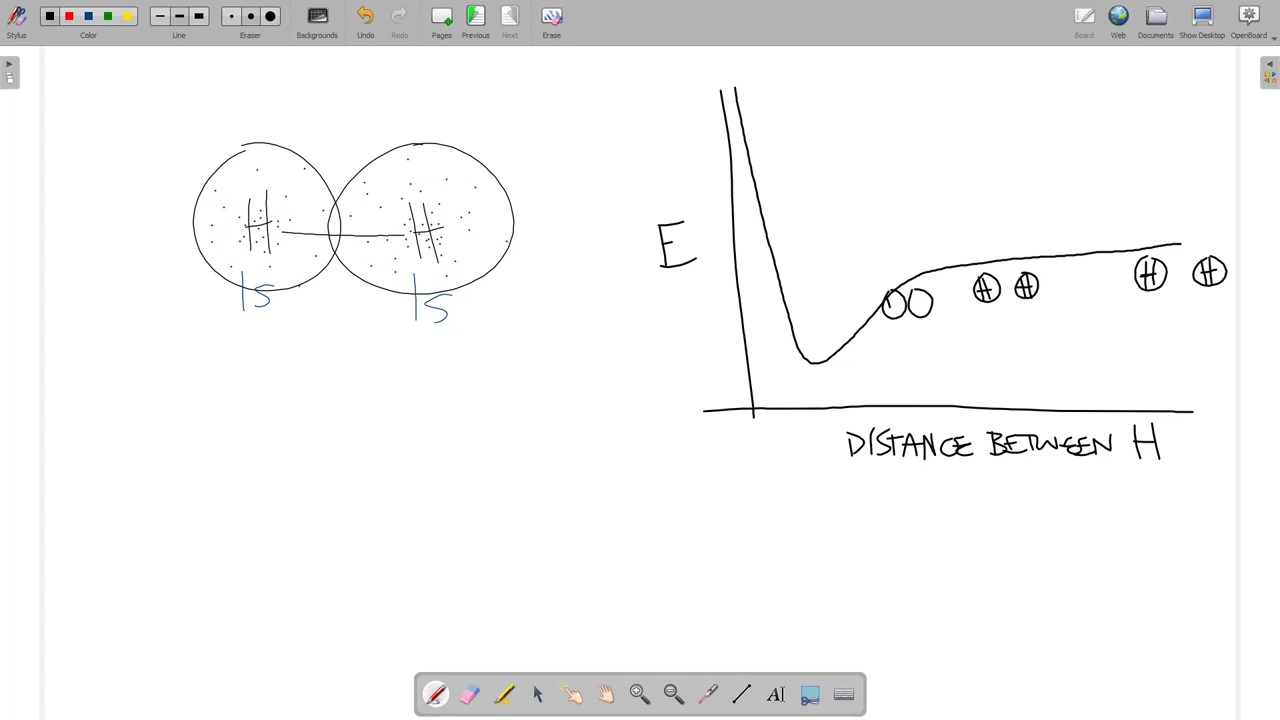 Stylus
Color
Line
Eraser
Backgrounds
Undo
Redo
Pages
Previous
Next
Erase
Board
Web
Documents
Show Desktop
OpenBoard
H H
1s
1s
E
H H
H H
DISTANCE BETWEEN H